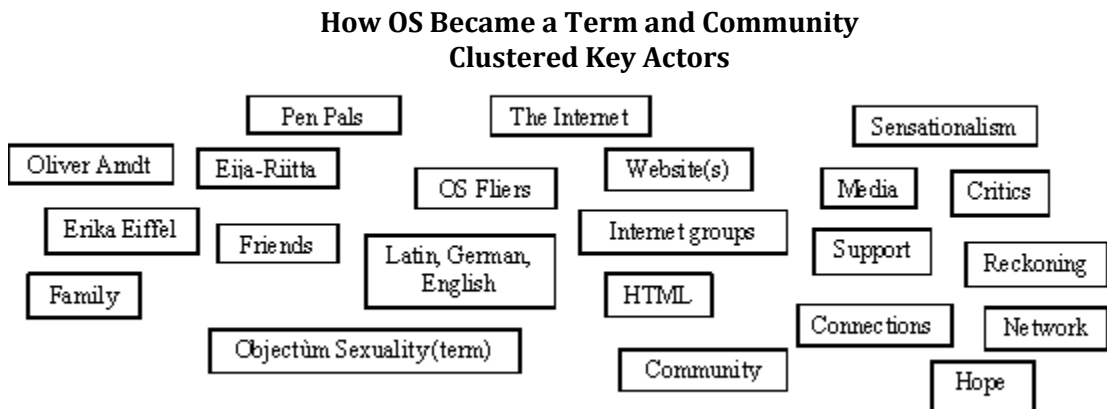 How OS Became a Term and Community
Clustered Key Actors
Pen Pals
The Internet
Sensationalism
Oliver Arndt
Eija-Riitta
Website(s)
OS Fliers
Media
Critics
Erika Eiffel
Friends
Internet groups
Support
Latin, German,
English
Reckoning
Family
HTML
Connections
Network
Objectùm Sexuality(term)
Community
Hope